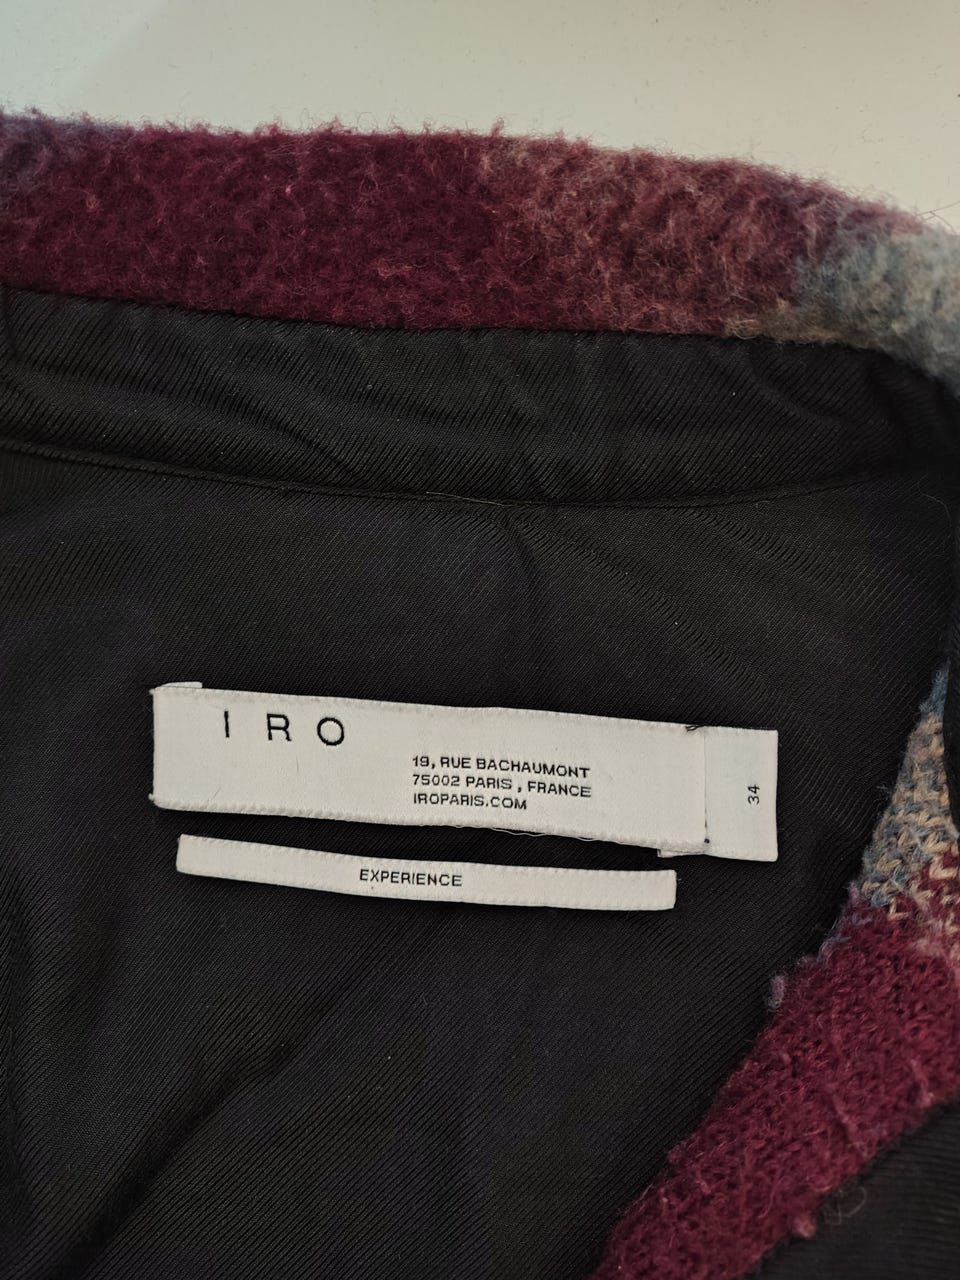 IRO
19, RUE BACHAUMONT
75002 PARIS , FRANCE
IROPARIS.COM
34
EXPERIENCE